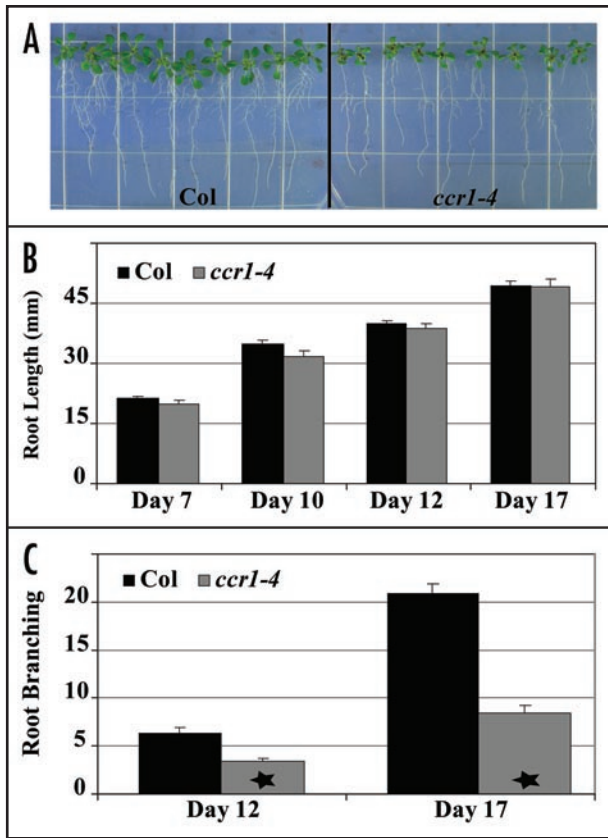 A
Col
ccr1-4
B
Col
ccr1-4
Root Length (mm)
45
30
15
0
Day 7
Day 10
Day 12
Day 17
C
Col
ccr1-4
Root Branching
20
15
10
5
0
Day 12
Day 17